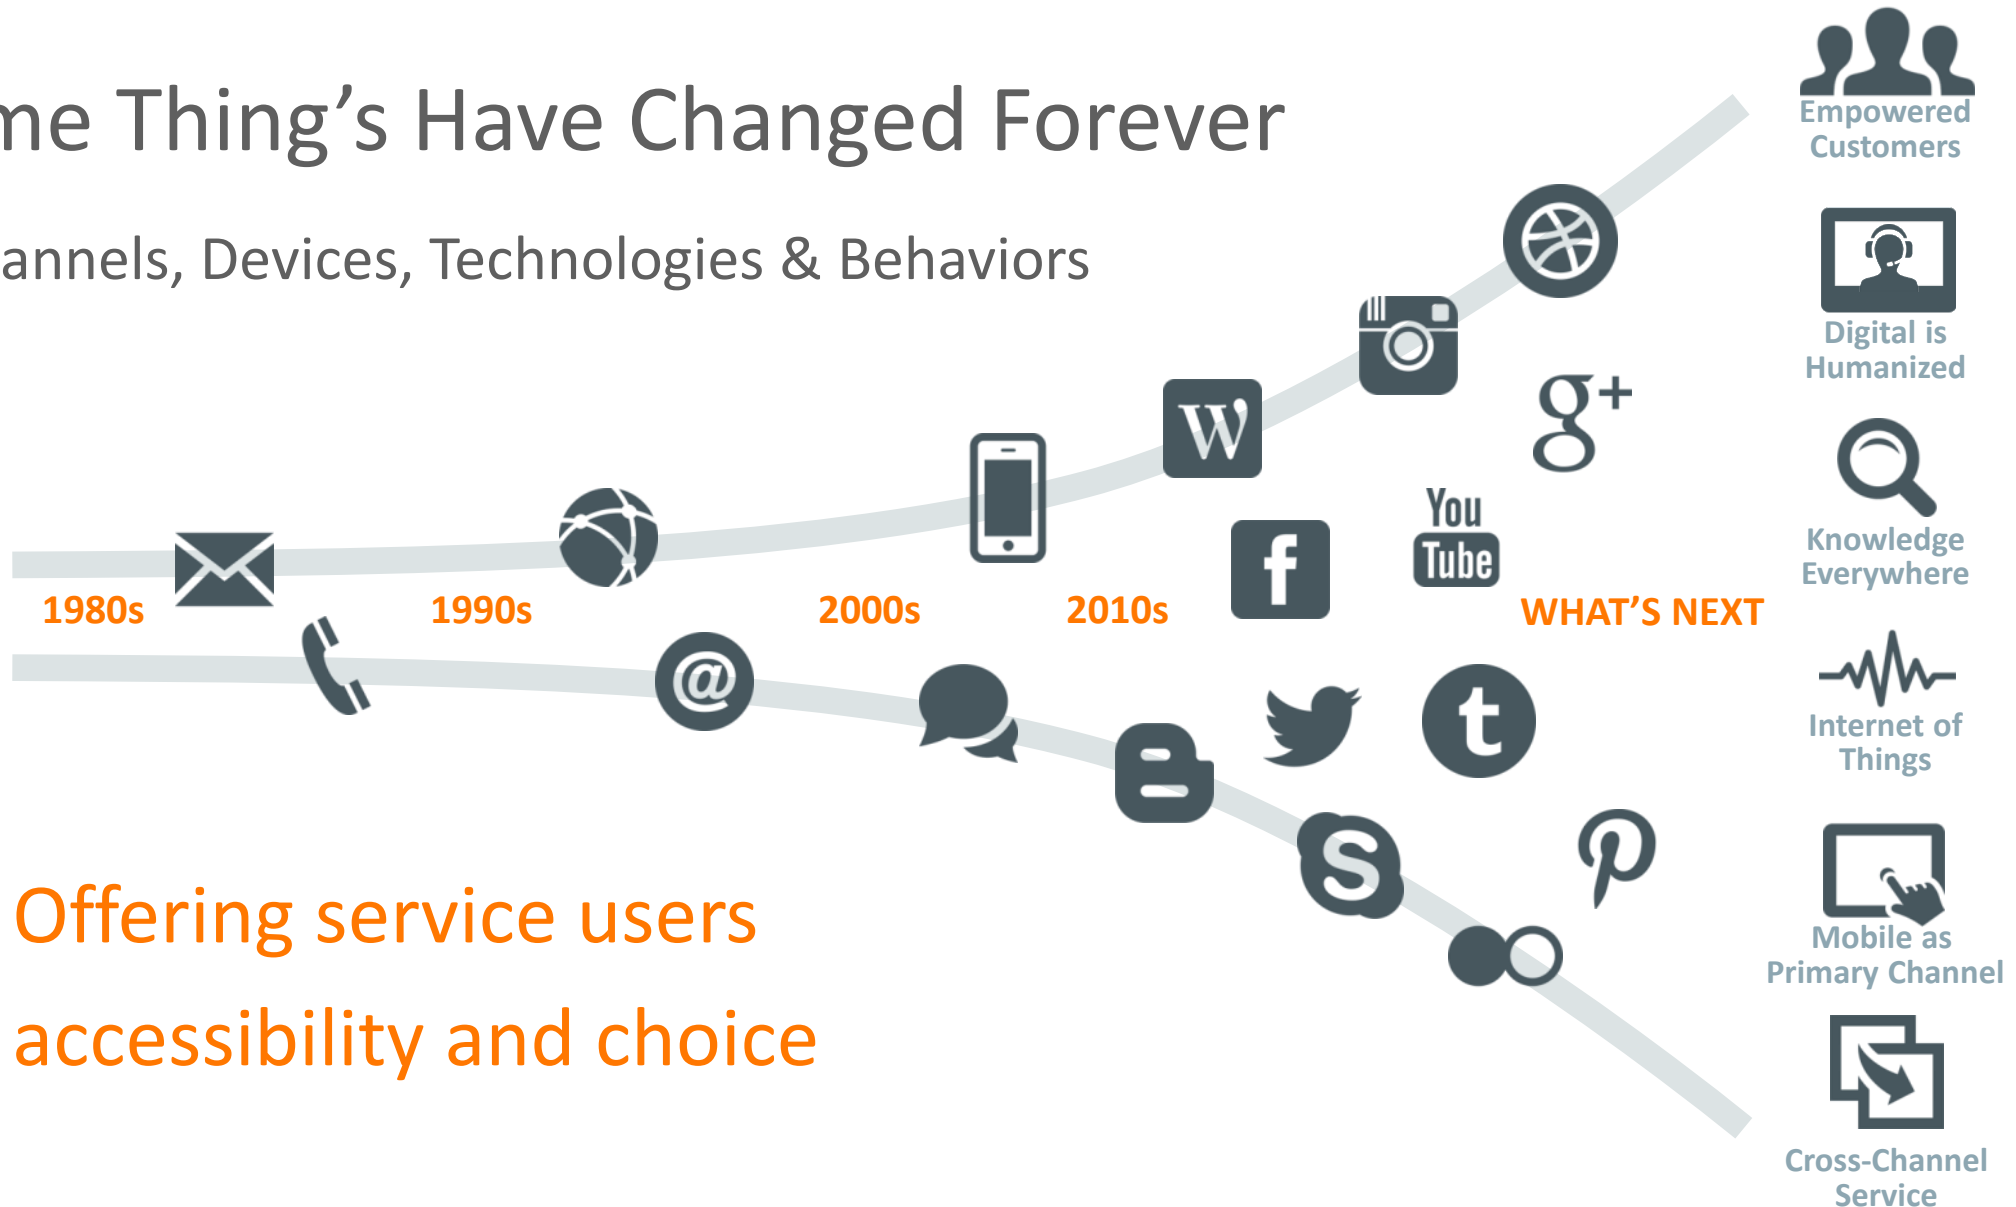 me Thing’s Have Changed Forever
annels, Devices, Technologies & Behaviors
Empowered
Customers
Digital is
Humanized
Knowledge
Everywhere
Internet of
Things
Mobile as
Primary Channel
Cross-Channel
Service
W
g+
You
Tube
f
1980s
1990s
2000s
2010s
WHAT’S NEXT
@
t
B
S
Offering service users
accessibility and choice